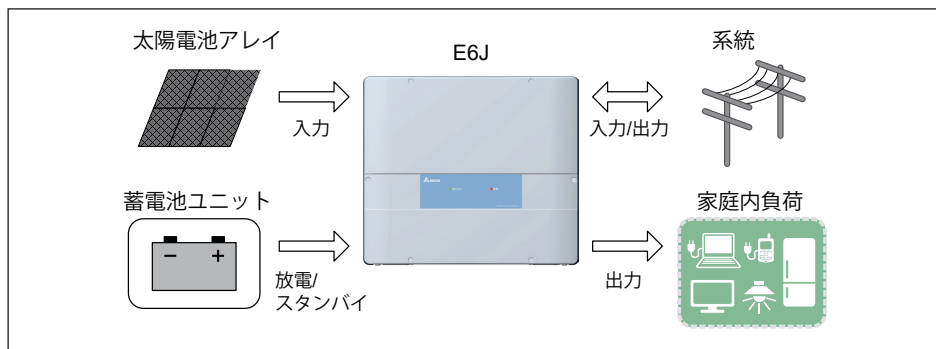 太陽電池アレイ
E6J
系統
入力
入力/出力
蓄電池ユニット
家庭内負荷
放電/
スタンバイ
出力